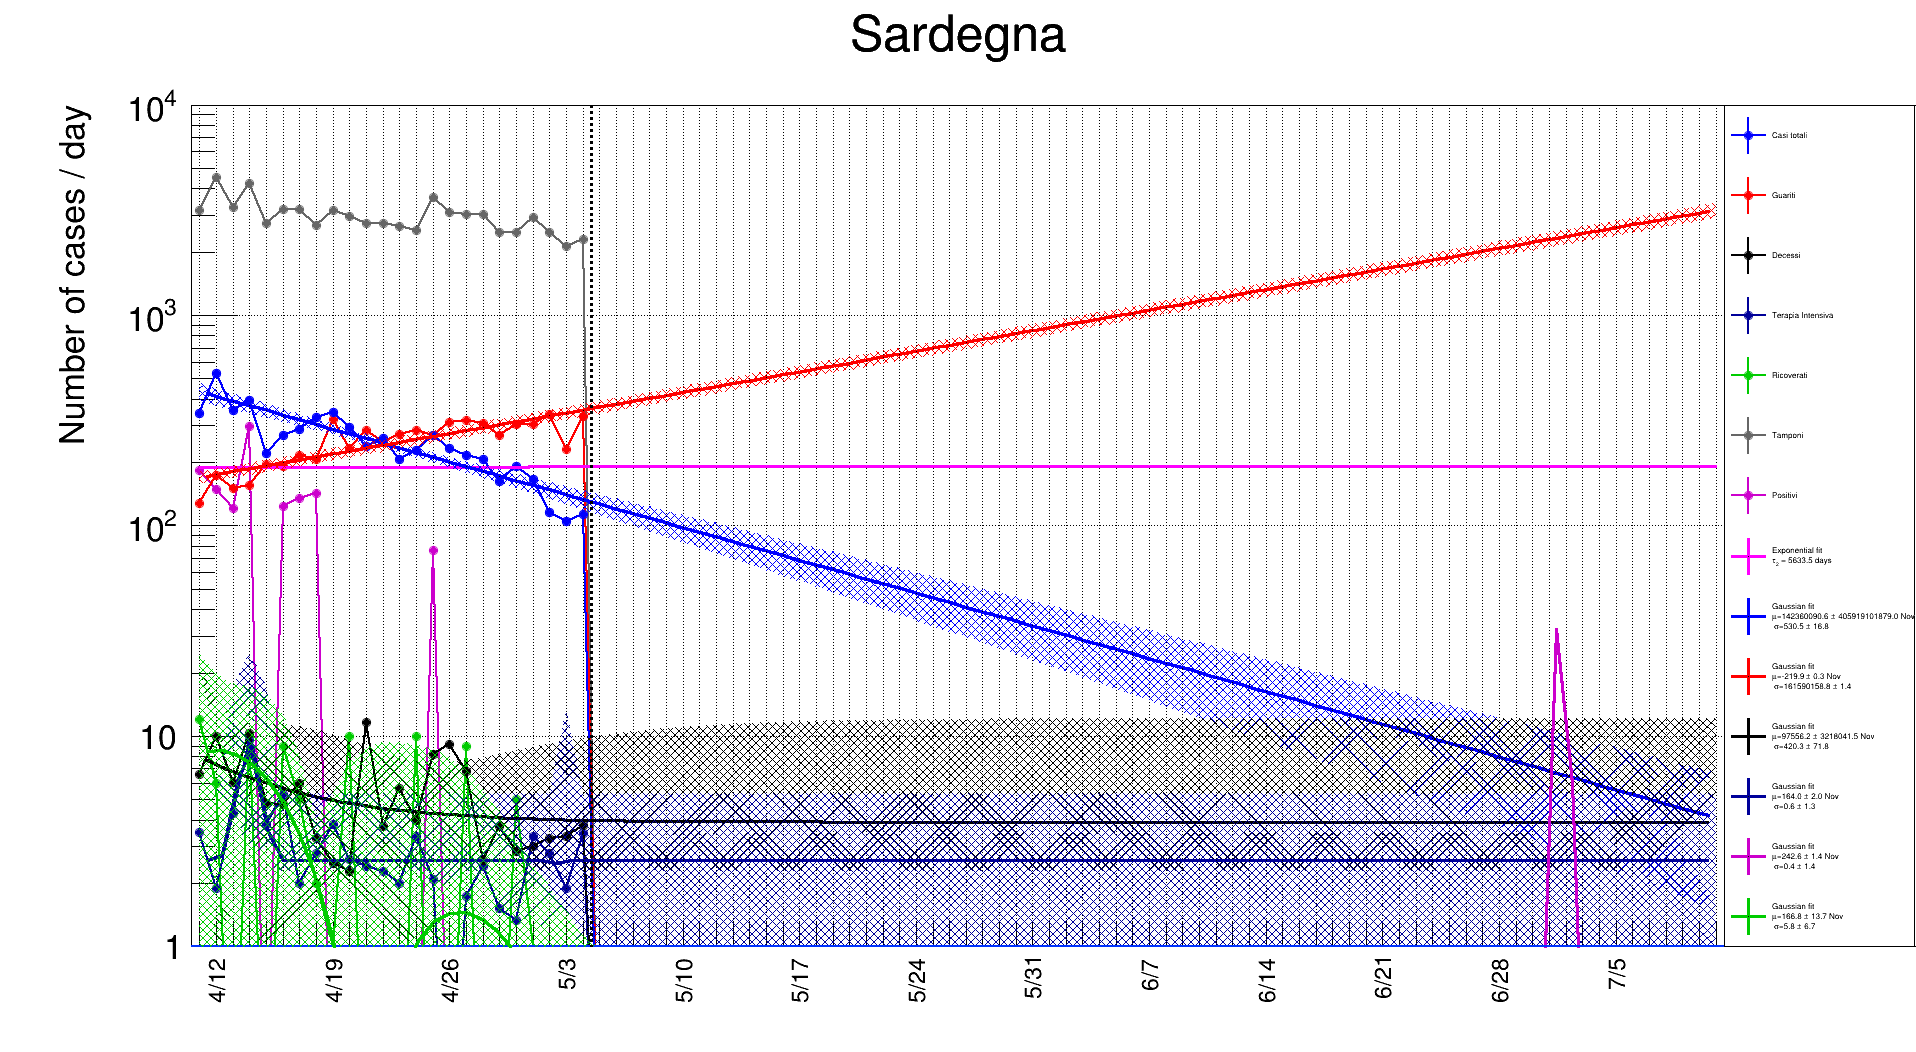 Sardegna
Number of cases / day
10⁴
10³
10²
10
1
4/12
4/19
4/26
5/3
5/10
5/17
5/24
5/31
6/7
6/14
6/21
6/28
7/5
Casi totali
Guariti
Decessi
Terapia Intensiva
Ricoverati
Tamponi
Positivi
Exponential fit
τ₂ = 5633.5 days
Gaussian fit
μ=142360090.6 ± 405919101879.0 Nov
σ=530.5 ± 16.8
Gaussian fit
μ=-219.9 ± 0.3 Nov
σ=161590158.8 ± 1.4
Gaussian fit
μ=97556.2 ± 3218041.5 Nov
σ=420.3 ± 71.8
Gaussian fit
μ=164.0 ± 2.0 Nov
σ=0.6 ± 1.3
Gaussian fit
μ=242.6 ± 1.4 Nov
σ=0.4 ± 1.4
Gaussian fit
μ=166.8 ± 13.7 Nov
σ=5.8 ± 6.7